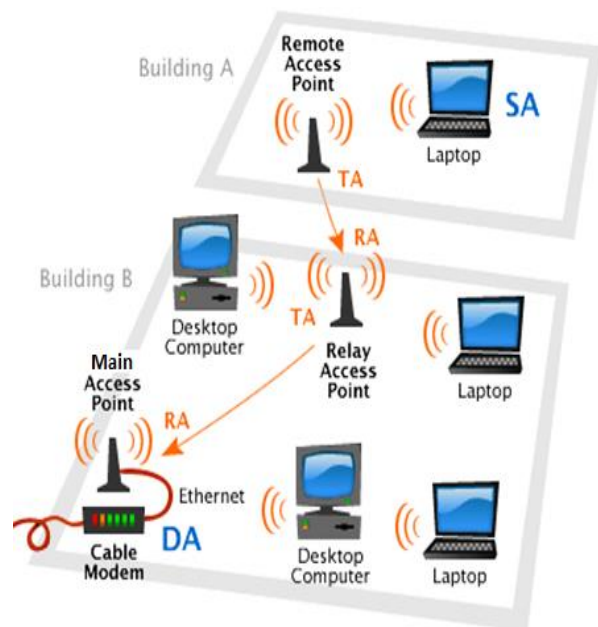 Building A
Remote
Access
Point
SA
Laptop
TA
RA
Building B
TA
Desktop
Computer
Relay
Access
Point
Laptop
Main
Access
Point
RA
Ethernet
DA
Cable
Modem
Desktop
Computer
Laptop